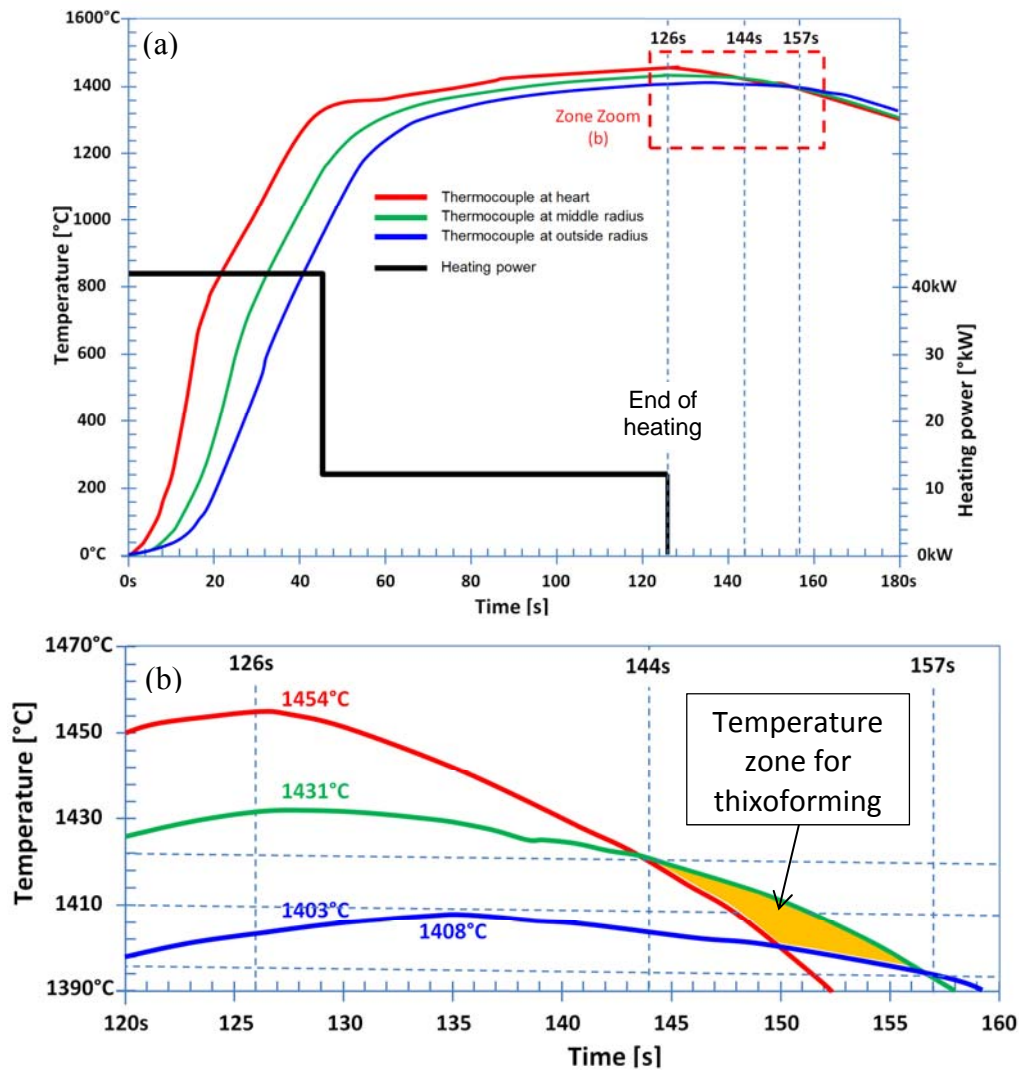 (a)
1600°C
1400
1200
1000
800
600
400
200
0°C
Temperature [°C]
126s 144s 157s
Zone Zoom
(b)
Thermocouple at heart
Thermocouple at middle radius
Thermocouple at outside radius
Heating power
End of
heating
40kW
30
20
10
0kW
Heating power [°kW]
0s 20 40 60 80 100 120 140 160 180s
Time [s]
(b)
1470°C
1450
1430
1410
1390°C
Temperature [°C]
126s 144s 157s
1454°C
1431°C
1403°C
1408°C
Temperature
zone for
thixoforming
120s 125 130 135 140 145 150 155 160
Time [s]